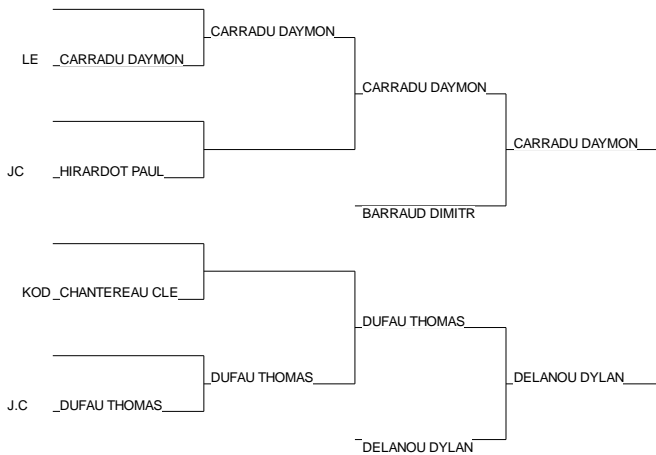 CARRADU DAYMON
LE CARRADU DAYMON
CARRADU DAYMON
CARRADU DAYMON
JC HIRARDOT PAUL
BARRAUD DIMITR
KOD CHANTEREAU CLE
DUFAU THOMAS
DUFAU THOMAS
DELANOU DYLAN
J.C DUFAU THOMAS
DELANOU DYLAN